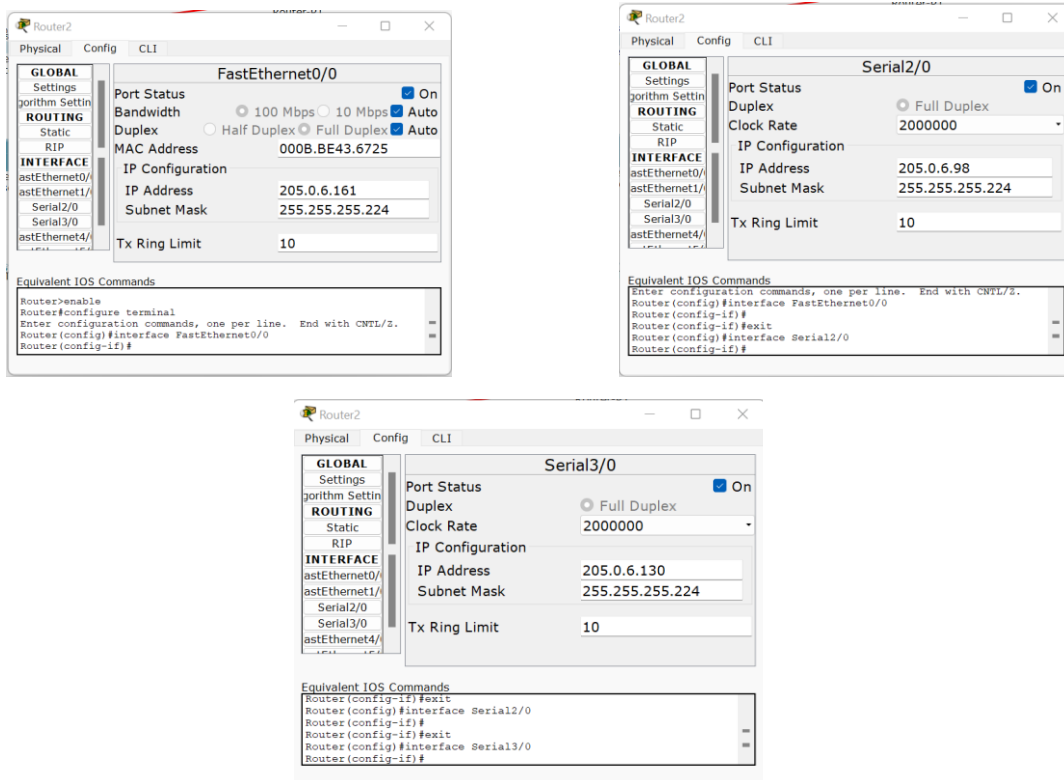 Router2
Physical Config CLI
GLOBAL
Settings
gorithm Settin
ROUTING
Static
RIP
INTERFACE
astEthernet0/
astEthernet1/
Serial2/0
Serial3/0
astEthernet4/
FastEthernet0/0
Port Status On
Bandwidth 100 Mbps 10 Mbps Auto
Duplex Half Duplex Full Duplex Auto
MAC Address 000B.BE43.6725
IP Configuration
IP Address 205.0.6.161
Subnet Mask 255.255.255.224
Tx Ring Limit 10
Equivalent IOS Commands
Router>enable
Router#configure terminal
Enter configuration commands, one per line. End with CNTL/Z.
Router(config)#interface FastEthernet0/0
Router(config-if)#
Router2
Physical Config CLI
GLOBAL
Settings
gorithm Settin
ROUTING
Static
RIP
INTERFACE
astEthernet0/
astEthernet1/
Serial2/0
Serial3/0
astEthernet4/
Serial2/0
Port Status On
Duplex Full Duplex
Clock Rate 2000000
IP Configuration
IP Address 205.0.6.98
Subnet Mask 255.255.255.224
Tx Ring Limit 10
Equivalent IOS Commands
Enter configuration commands, one per line. End with CNTL/Z.
Router(config)#interface FastEthernet0/0
Router(config-if)#
Router(config-if)#exit
Router(config)#interface Serial2/0
Router(config-if)#
Router2
Physical Config CLI
GLOBAL
Settings
gorithm Settin
ROUTING
Static
RIP
INTERFACE
astEthernet0/
astEthernet1/
Serial2/0
Serial3/0
astEthernet4/
Serial3/0
Port Status On
Duplex Full Duplex
Clock Rate 2000000
IP Configuration
IP Address 205.0.6.130
Subnet Mask 255.255.255.224
Tx Ring Limit 10
Equivalent IOS Commands
Router(config-if)#exit
Router(config)#interface Serial2/0
Router(config-if)#
Router(config-if)#exit
Router(config)#interface Serial3/0
Router(config-if)#